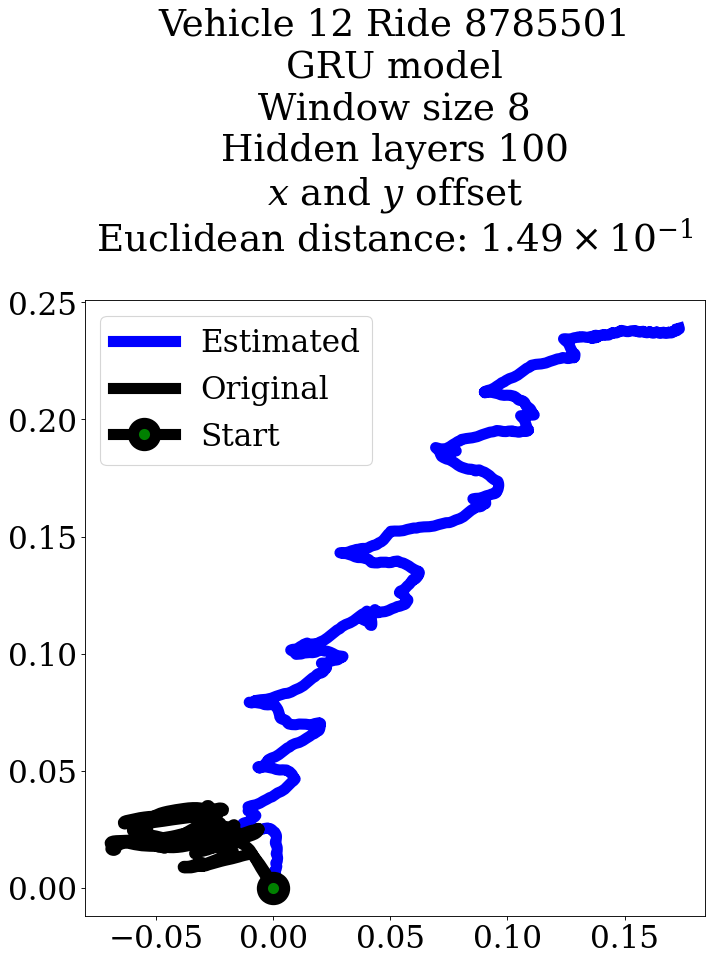 Vehicle 12 Ride 8785501
GRU model
Window size 8
Hidden layers 100
x and y offset
Euclidean distance: 1.49 × 10⁻¹
0.25
0.20
0.15
0.10
0.05
0.00
Estimated
Original
Start
−0.05 0.00 0.05 0.10 0.15